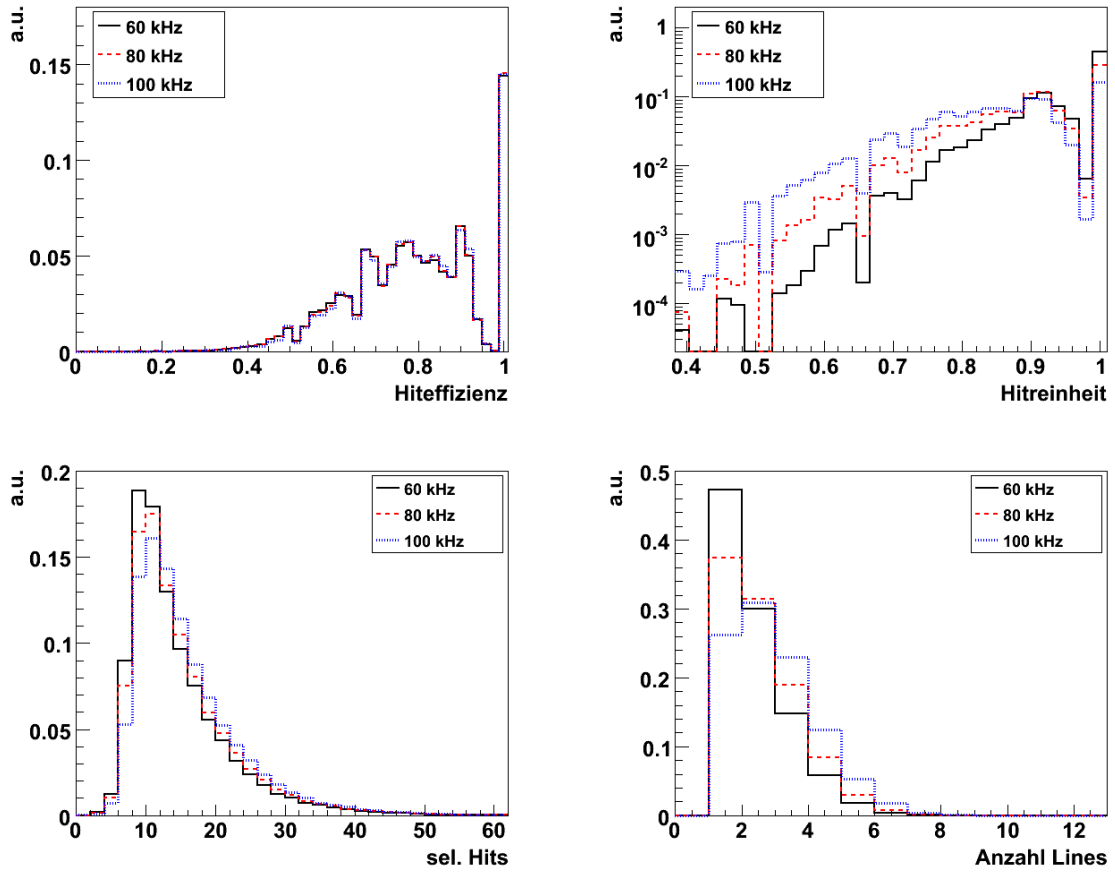 a.u.
60 kHz
80 kHz
100 kHz
0.15
0.1
0.05
0
0 0.2 0.4 0.6 0.8 1
Hiteffizienz
a.u.
60 kHz
80 kHz
100 kHz
1
10-1
10-2
10-3
10-4
0.4 0.5 0.6 0.7 0.8 0.9 1
Hitreinheit
a.u.
60 kHz
80 kHz
100 kHz
0.2
0.15
0.1
0.05
0
0 10 20 30 40 50 60
sel. Hits
a.u.
60 kHz
80 kHz
100 kHz
0.5
0.4
0.3
0.2
0.1
0
0 2 4 6 8 10 12
Anzahl Lines